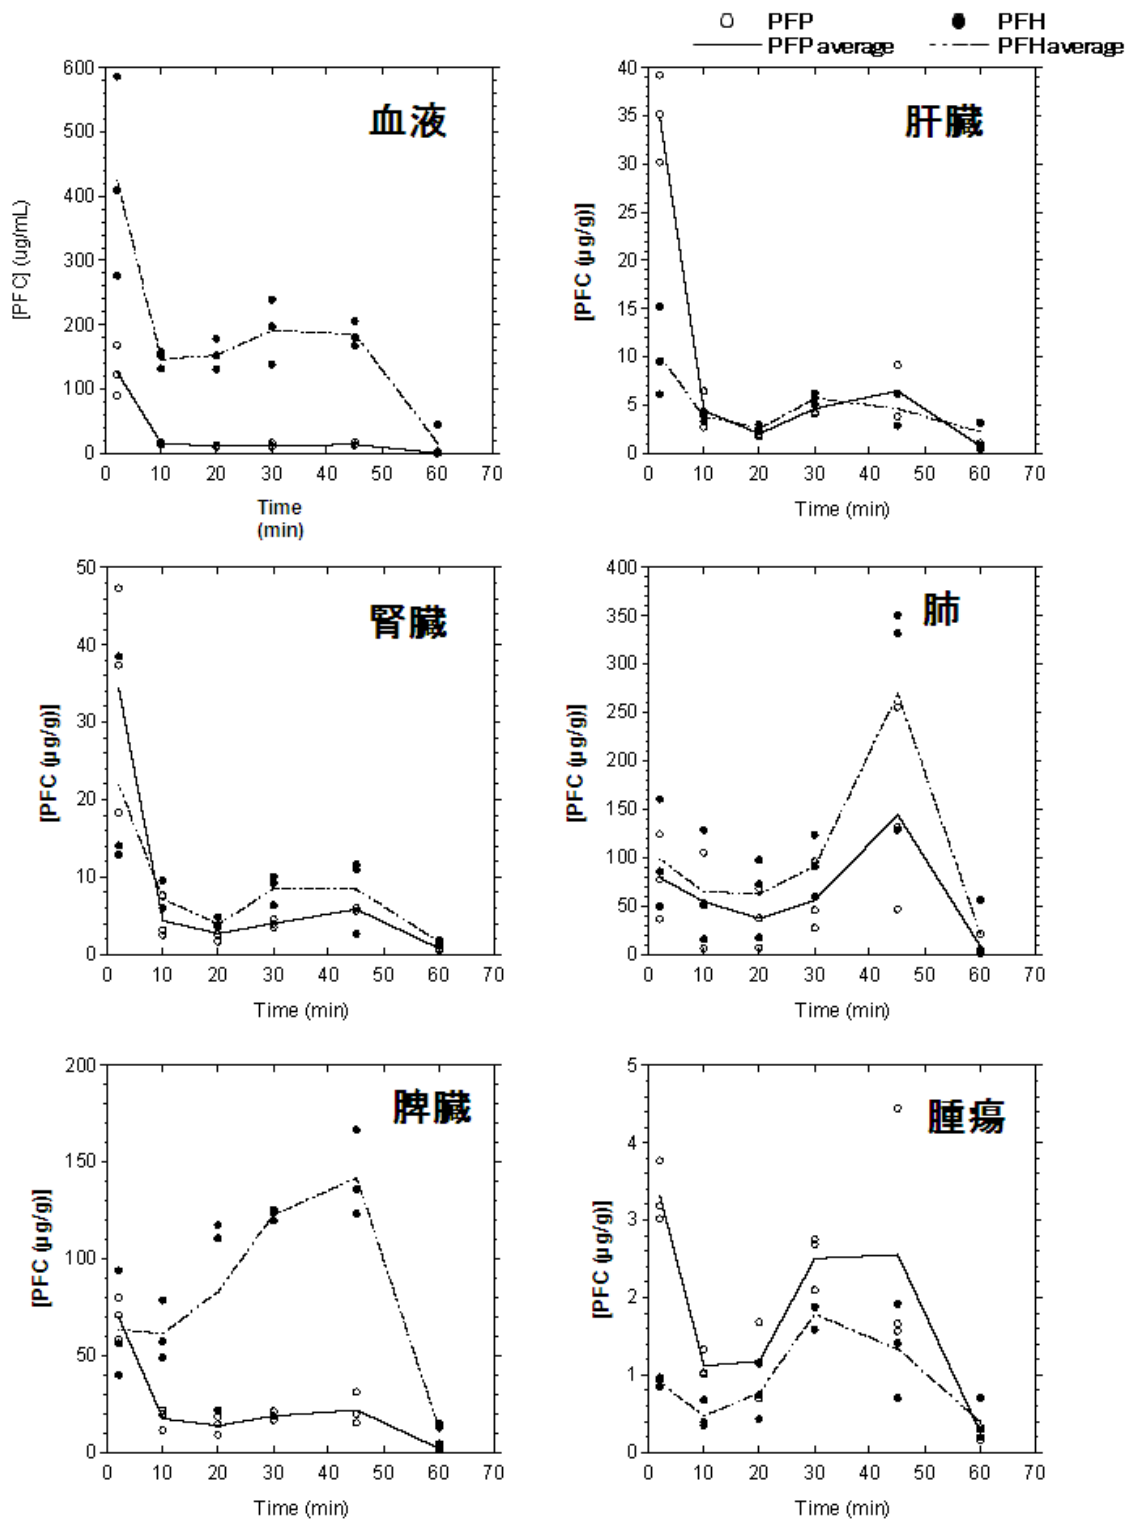 PFP PFH
PFP average PFH average
血液
600
500
400
300
200
100
0
[PFC] (ug/mL)
0 10 20 30 40 50 60 70
Time
(min)
肝臓
40
35
30
25
20
15
10
5
0
[PFC (µg/g)]
0 10 20 30 40 50 60 70
Time (min)
腎臓
50
40
30
20
10
0
[PFC (µg/g)]
0 10 20 30 40 50 60 70
Time (min)
肺
400
350
300
250
200
150
100
50
0
[PFC (µg/g)]
0 10 20 30 40 50 60 70
Time (min)
脾臓
200
150
100
50
0
[PFC (µg/g)]
0 10 20 30 40 50 60 70
Time (min)
腫瘍
5
4
3
2
1
0
[PFC (µg/g)]
0 10 20 30 40 50 60 70
Time (min)